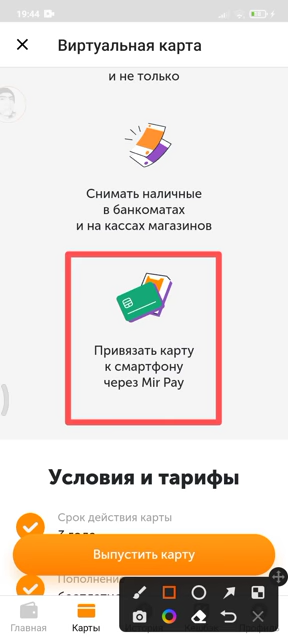 19:44
Виртуальная карта
и не только
Снимать наличные
в банкоматах
и на кассах магазинов
Привязать карту
к смартфону
через Mir Pay
Условия и тарифы
Срок действия карты
Выпустить карту
Главная
Карты